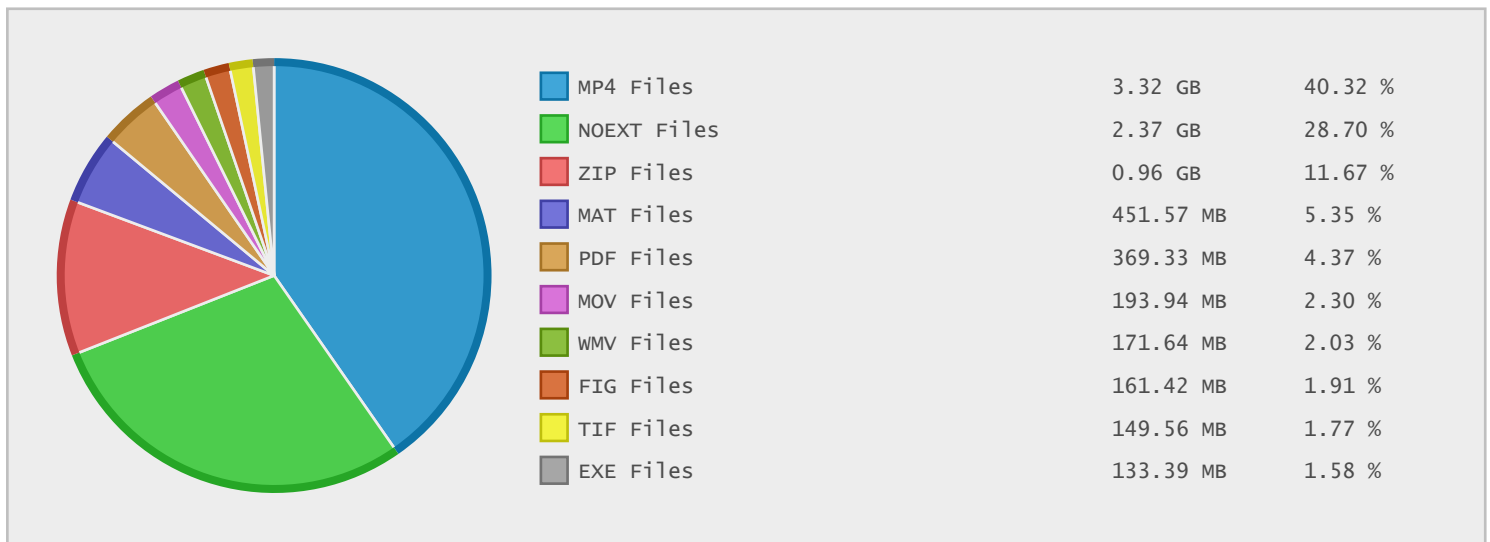 MP4 Files 3.32 GB 40.32 %
NOEXT Files 2.37 GB 28.70 %
ZIP Files 0.96 GB 11.67 %
MAT Files 451.57 MB 5.35 %
PDF Files 369.33 MB 4.37 %
MOV Files 193.94 MB 2.30 %
WMV Files 171.64 MB 2.03 %
FIG Files 161.42 MB 1.91 %
TIF Files 149.56 MB 1.77 %
EXE Files 133.39 MB 1.58 %